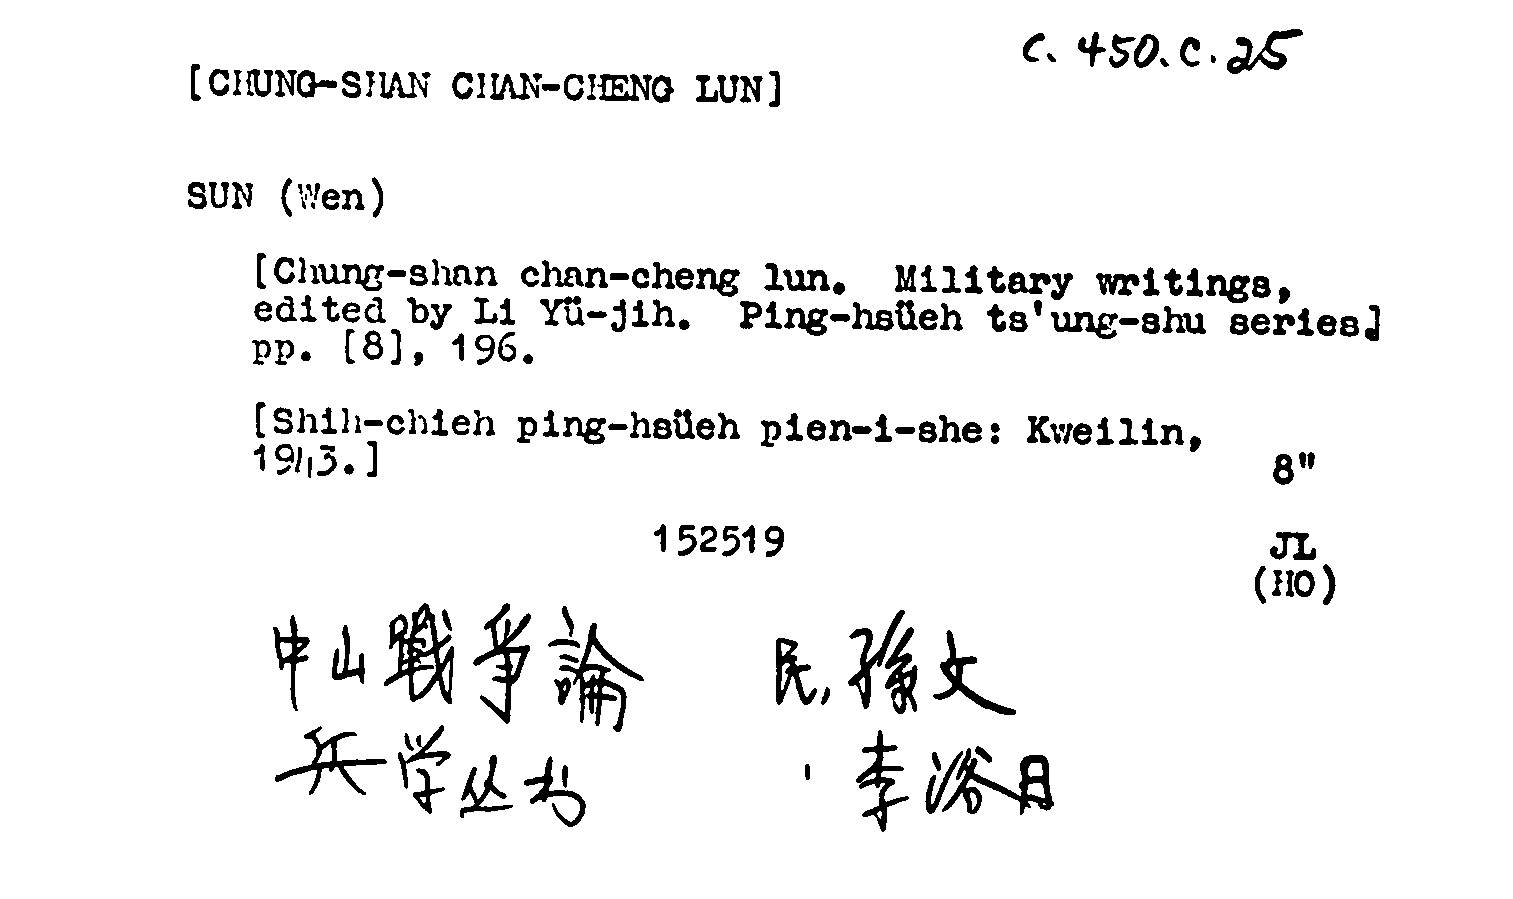 C. 450. C. 25
[CHUNG-SHAN CHAN-CHENG LUN]
SUN (Wen)
[Chung-shan chan-cheng lun. Military writings,
edited by Li Yü-jih. Ping-hsüeh ts'ung-shu series]
pp. [8], 196.
[Shih-chieh ping-hsüeh pien-i-she: Kweilin,
1943.]
8"
152519
JL
(HO)
中山戰爭論 民, 孫文
兵学丛书 李浴日